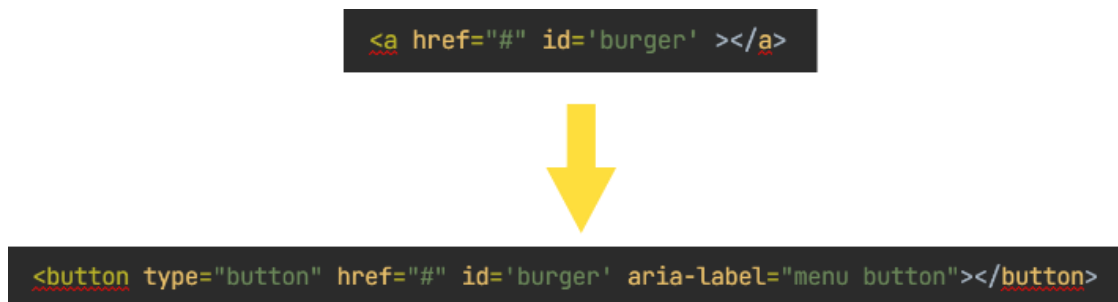 <a href="#" id='burger' ></a>
<button type="button" href="#" id='burger' aria-label="menu button"></button>